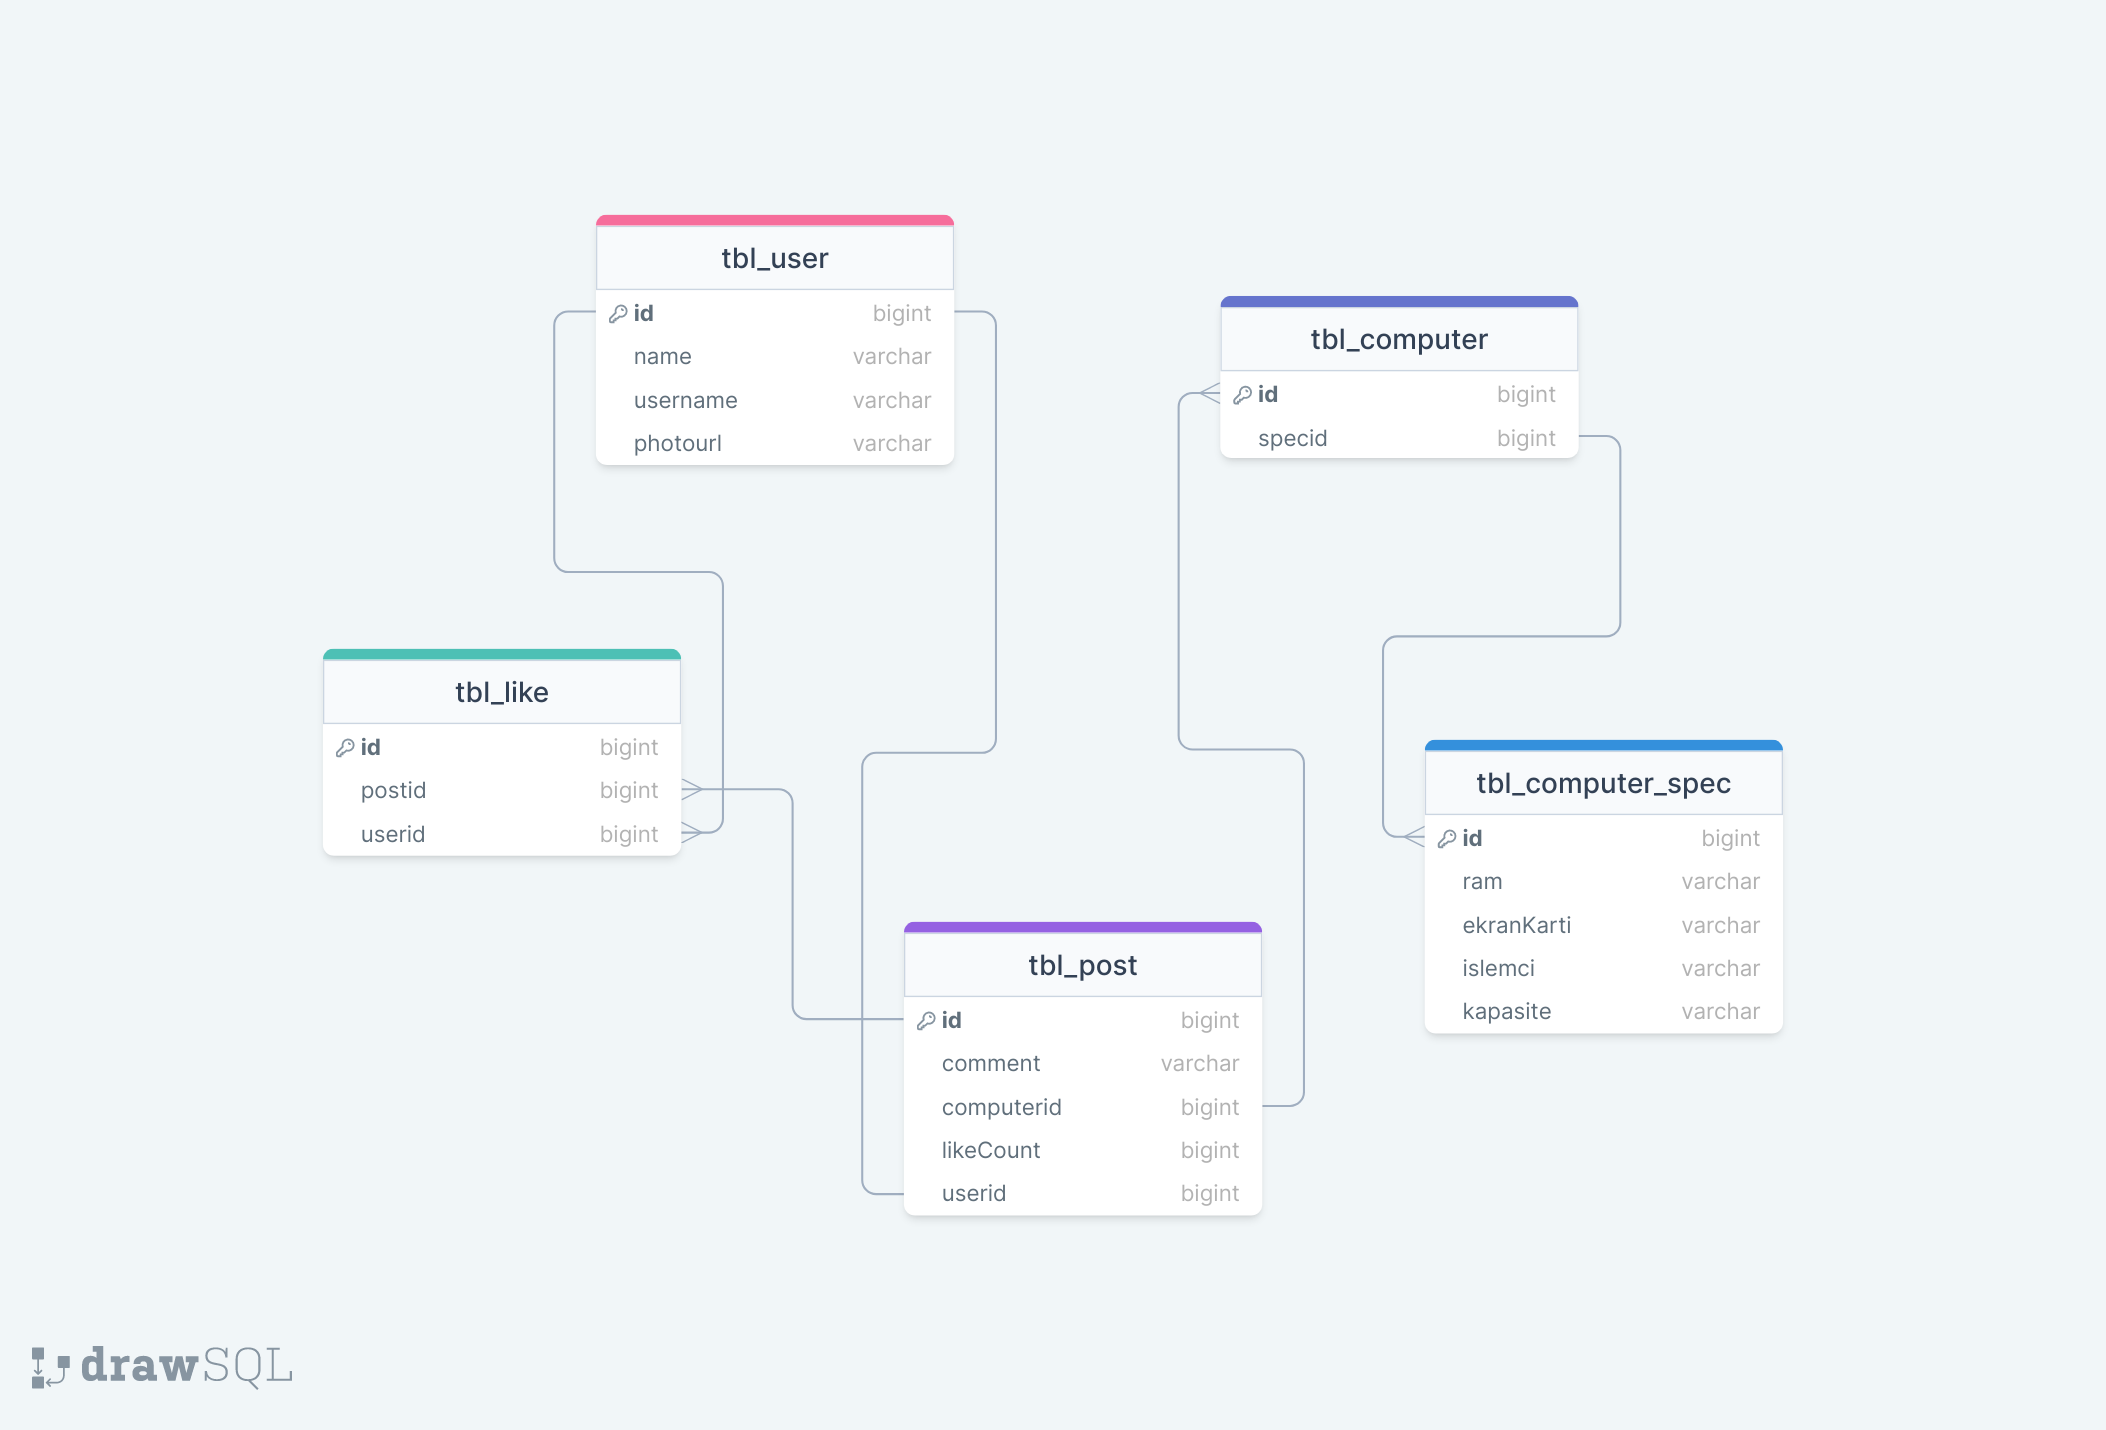 tbl_user
id bigint
name varchar
username varchar
photourl varchar
tbl_computer
id bigint
specid bigint
tbl_like
id bigint
postid bigint
userid bigint
tbl_computer_spec
id bigint
ram varchar
ekranKarti varchar
islemci varchar
kapasite varchar
tbl_post
id bigint
comment varchar
computerid bigint
likeCount bigint
userid bigint
drawSQL